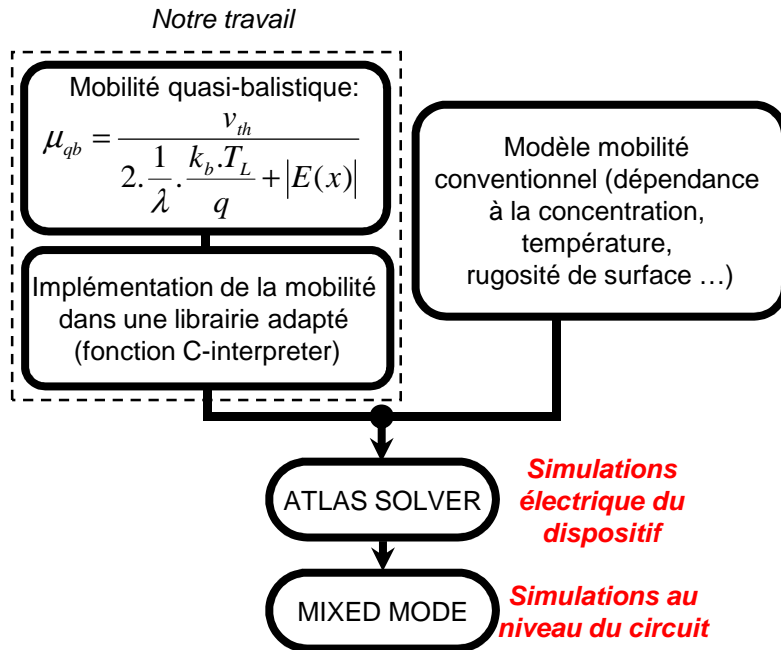 Notre travail
Mobilité quasi-balistique:
μ_qb = v_th / (2 . 1/λ . k_b.T_L/q + |E(x)|)
Implémentation de la mobilité
dans une librairie adapté
(fonction C-interpreter)
Modèle mobilité
conventionnel (dépendance
à la concentration,
température,
rugosité de surface …)
ATLAS SOLVER
Simulations
électrique du
dispositif
MIXED MODE
Simulations au
niveau du circuit